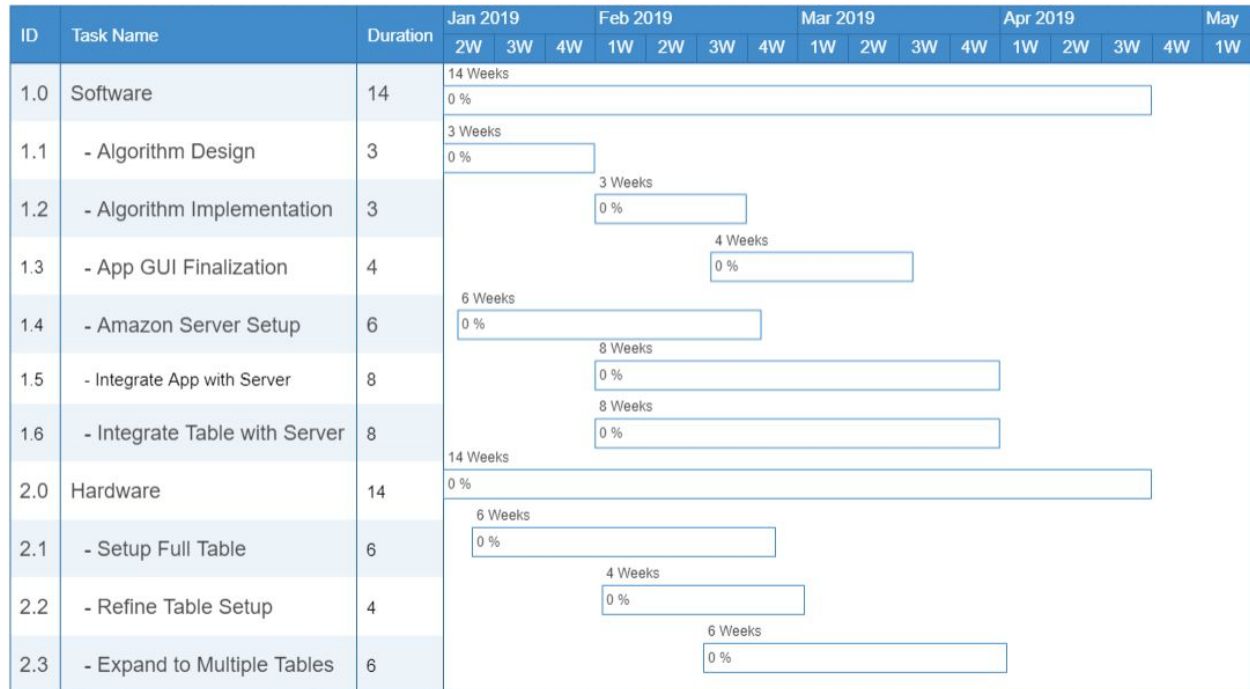 ID Task Name Duration Jan 2019 Feb 2019 Mar 2019 Apr 2019 May
2W 3W 4W 1W 2W 3W 4W 1W 2W 3W 4W 1W 2W 3W 4W 1W
14 Weeks
1.0 Software 14 0 %
3 Weeks
1.1 - Algorithm Design 3 0 %
3 Weeks
1.2 - Algorithm Implementation 3 0 %
4 Weeks
1.3 - App GUI Finalization 4 0 %
6 Weeks
1.4 - Amazon Server Setup 6 0 %
8 Weeks
1.5 - Integrate App with Server 8 0 %
8 Weeks
1.6 - Integrate Table with Server 8 0 %
14 Weeks
2.0 Hardware 14 0 %
6 Weeks
2.1 - Setup Full Table 6 0 %
4 Weeks
2.2 - Refine Table Setup 4 0 %
6 Weeks
2.3 - Expand to Multiple Tables 6 0 %